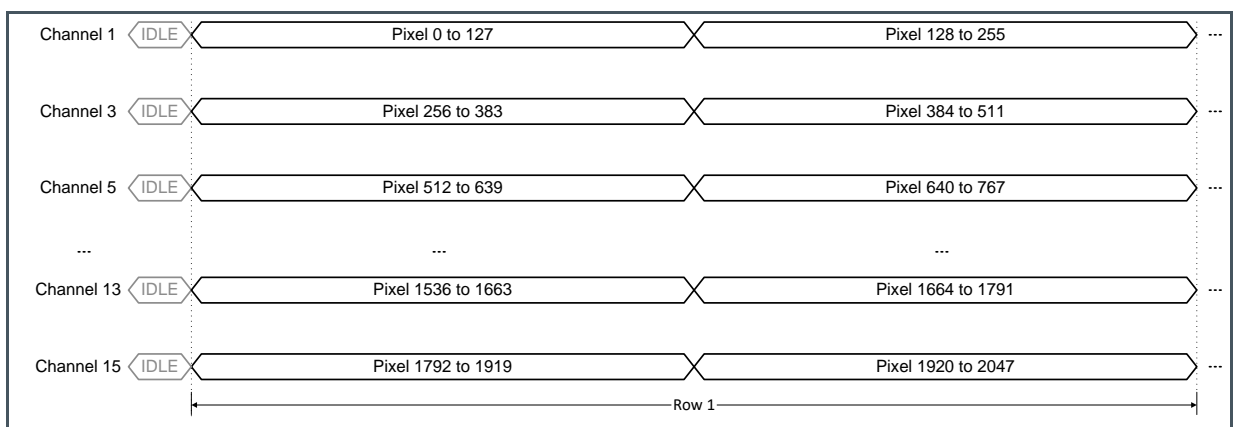 Channel 1 IDLE Pixel 0 to 127 Pixel 128 to 255 ---
Channel 3 IDLE Pixel 256 to 383 Pixel 384 to 511 ---
Channel 5 IDLE Pixel 512 to 639 Pixel 640 to 767 ---
--- --- ---
Channel 13 IDLE Pixel 1536 to 1663 Pixel 1664 to 1791 ---
Channel 15 IDLE Pixel 1792 to 1919 Pixel 1920 to 2047 ---
Row 1